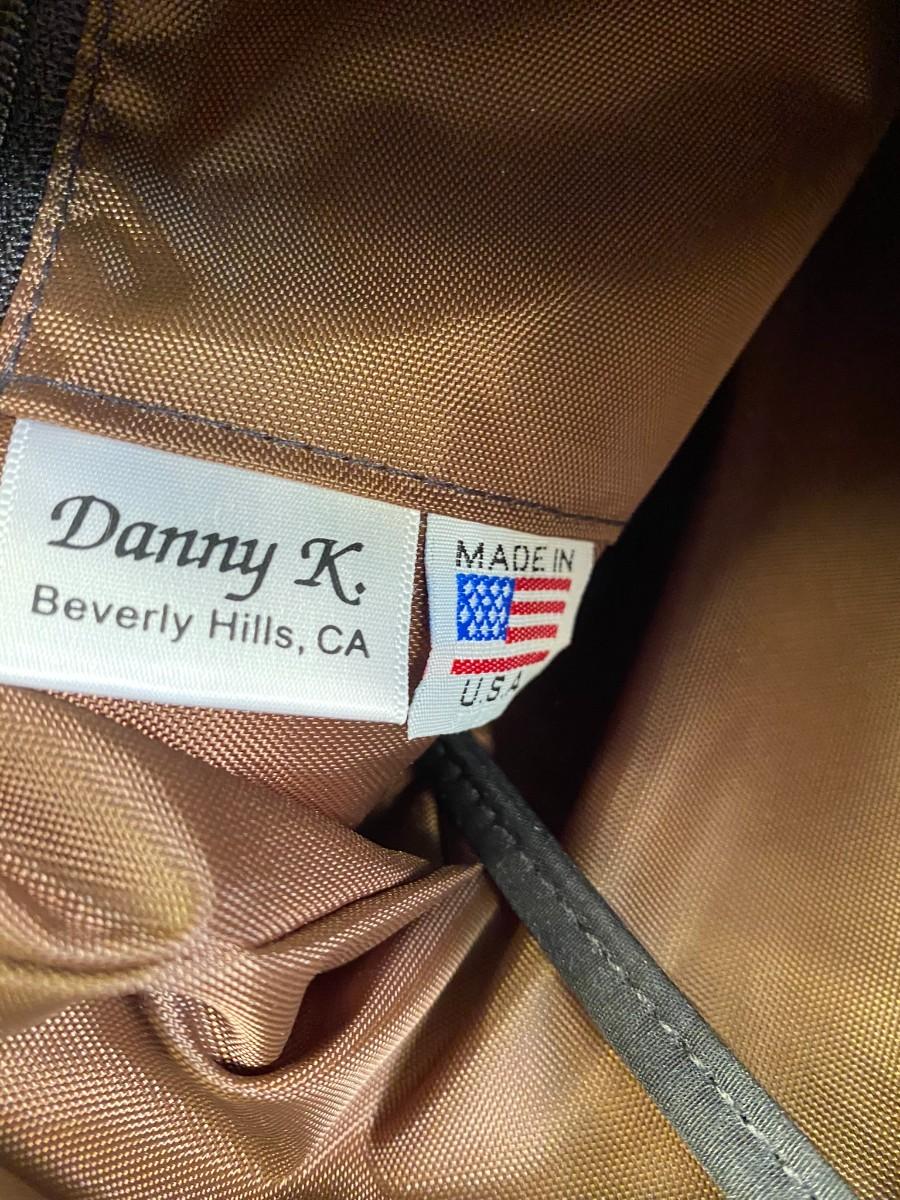 Danny K.
Beverly Hills, CA
MADE IN
U.S.A